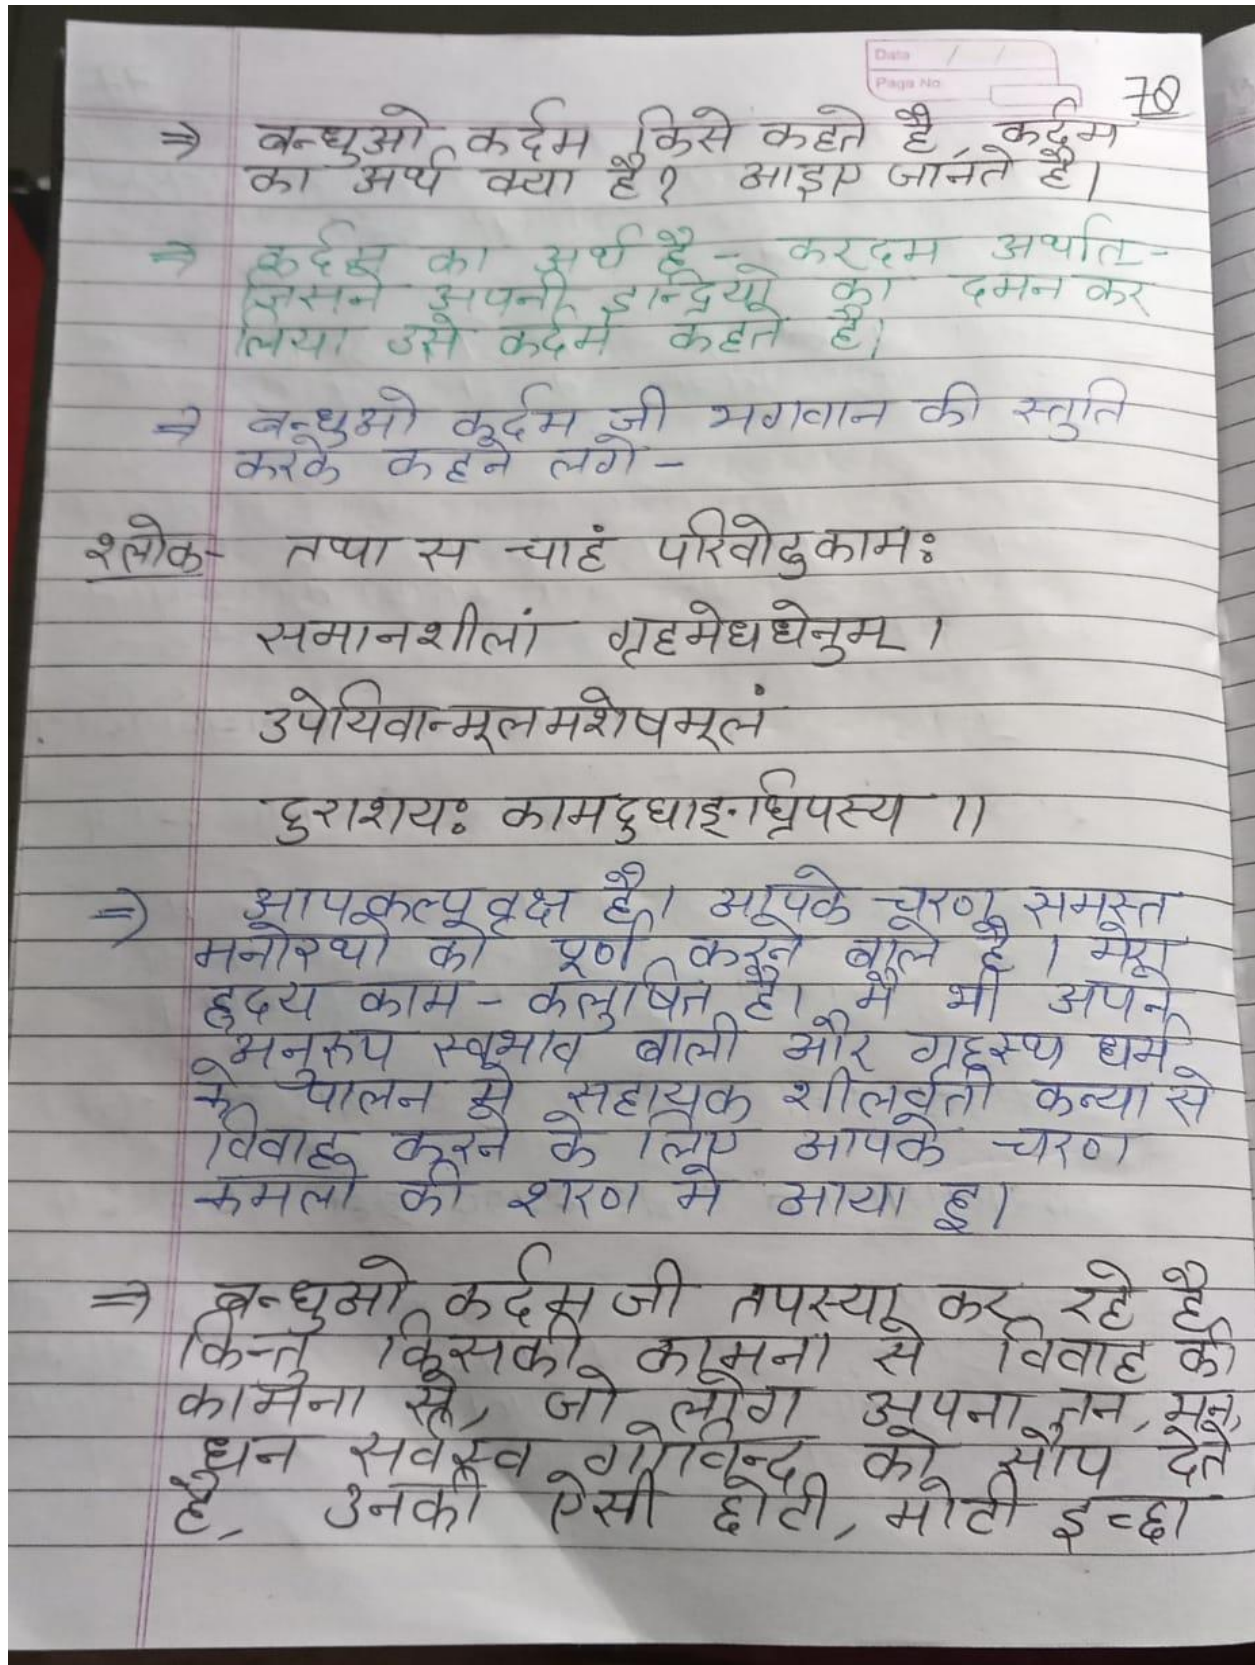 Data / /
Page No
78
⇒ बन्धुओ कर्दम किसे कहते है, कर्दम
का अर्थ क्या है? आइए जानते है।
⇒ कर्दम का अर्थ है - करदम अर्थात -
जिसने अपनी इन्द्रियो का दमन कर
लिया उसे कर्दम कहते है।
⇒ बन्धुओ कर्दम जी भगवान की स्तुति
करके कहने लगे -
श्लोक - तथा स चाहं परिवोढुकामः
समानशीलां गृहमेधधेनुम् ।
उपेयिवान्मूलमशेषमूलं
दुराशयः कामदुघाङ्घ्रिपस्य ।।
⇒ आपकल्पवृक्ष है। आपके चरण समस्त
मनोरथो को पूर्ण करने बाले है । मेरा
हृदय काम - कलुषित है। मै भी अपने
अनुरुप स्वभाव बाली और गृहस्थ धर्म
के पालन मे सहायक शीलवती कन्या से
विवाह करने के लिए आपके चरण
कमलो की शरण मे आया हू।
⇒ बन्धुओ कर्दम जी तपस्या कर रहे है
किन्तु किसकी कामना से विवाह की
कामना से, जो लोग अपना तन, मन,
धन सर्वस्व गोविन्द को सौप देते
है, उनकी ऐसी छोटी, मोटी इच्छा